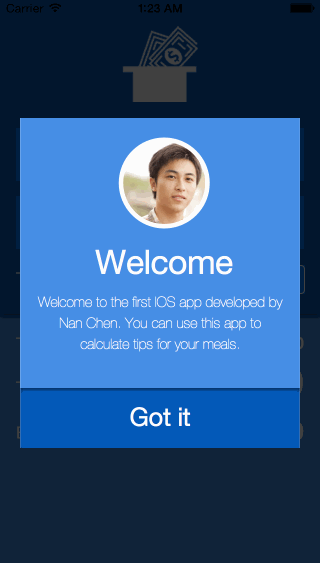 Carrier 1:23 AM
Welcome
Welcome to the first IOS app developed by
Nan Chen. You can use this app to
calculate tips for your meals.
Got it